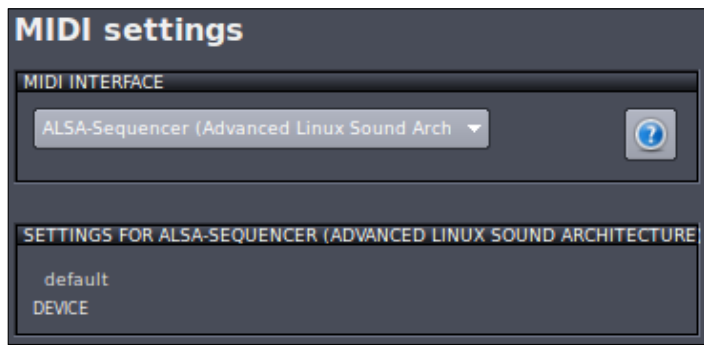 MIDI settings
MIDI INTERFACE
ALSA-Sequencer (Advanced Linux Sound Arch
?
SETTINGS FOR ALSA-SEQUENCER (ADVANCED LINUX SOUND ARCHITECTURE)
default
DEVICE